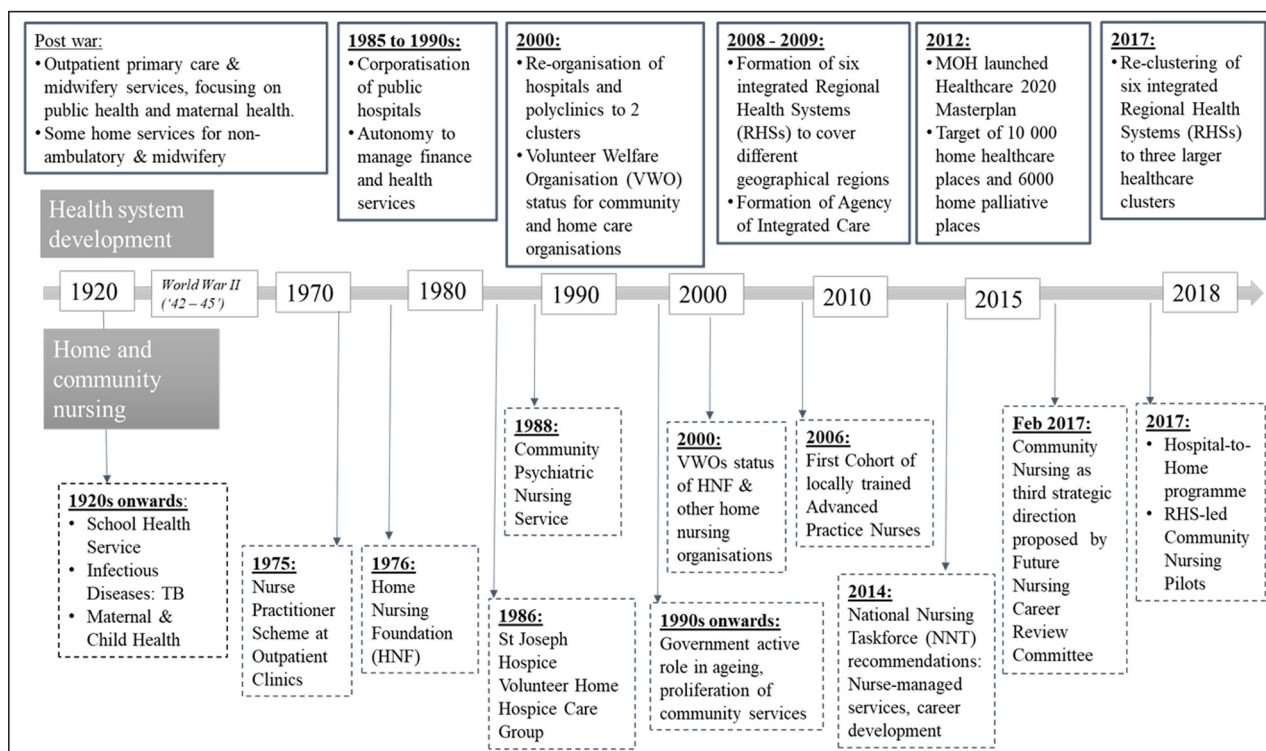 Post war:
• Outpatient primary care &
midwifery services, focusing on
public health and maternal health.
• Some home services for non-
ambulatory & midwifery
1985 to 1990s:
• Corporatisation
of public
hospitals
• Autonomy to
manage finance
and health
services
2000:
• Re-organisation of
hospitals and
polyclinics to 2
clusters
• Volunteer Welfare
Organisation (VWO)
status for community
and home care
organisations
2008 - 2009:
• Formation of six
integrated Regional
Health Systems
(RHSs) to cover
different
geographical regions
• Formation of Agency
of Integrated Care
2012:
• MOH launched
Healthcare 2020
Masterplan
• Target of 10 000
home healthcare
places and 6000
home palliative
places
2017:
• Re-clustering of
six integrated
Regional Health
Systems (RHSs)
to three larger
healthcare
clusters
Health system
development
1920
World War II
(‘42 – 45’)
1970
1980
1990
2000
2010
2015
2018
Home and
community
nursing
1920s onwards:
• School Health
Service
• Infectious
Diseases: TB
• Maternal &
Child Health
1975:
Nurse
Practitioner
Scheme at
Outpatient
Clinics
1976:
Home
Nursing
Foundation
(HNF)
1986:
St Joseph
Hospice
Volunteer Home
Hospice Care
Group
1988:
Community
Psychiatric
Nursing
Service
1990s onwards:
Government active
role in ageing,
proliferation of
community services
2000:
VWOs status
of HNF &
other home
nursing
organisations
2006:
First Cohort of
locally trained
Advanced
Practice Nurses
2014:
National Nursing
Taskforce (NNT)
recommendations:
Nurse-managed
services, career
development
Feb 2017:
Community
Nursing as
third strategic
direction
proposed by
Future
Nursing
Career
Review
Committee
2017:
• Hospital-to-
Home
programme
• RHS-led
Community
Nursing
Pilots